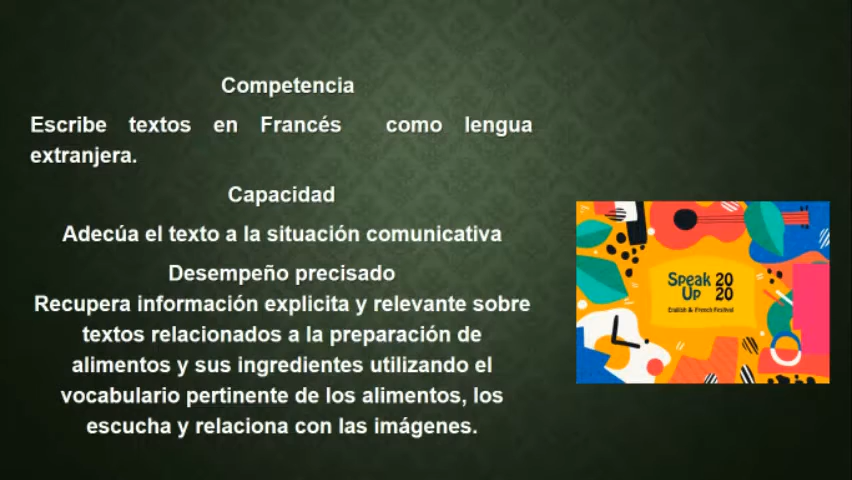 Competencia
Escribe textos en Francés como lengua
extranjera.
Capacidad
Adecúa el texto a la situación comunicativa
Desempeño precisado
Recupera información explicita y relevante sobre
textos relacionados a la preparación de
alimentos y sus ingredientes utilizando el
vocabulario pertinente de los alimentos, los
escucha y relaciona con las imágenes.
Speak 20
Up 20
English & French Festival